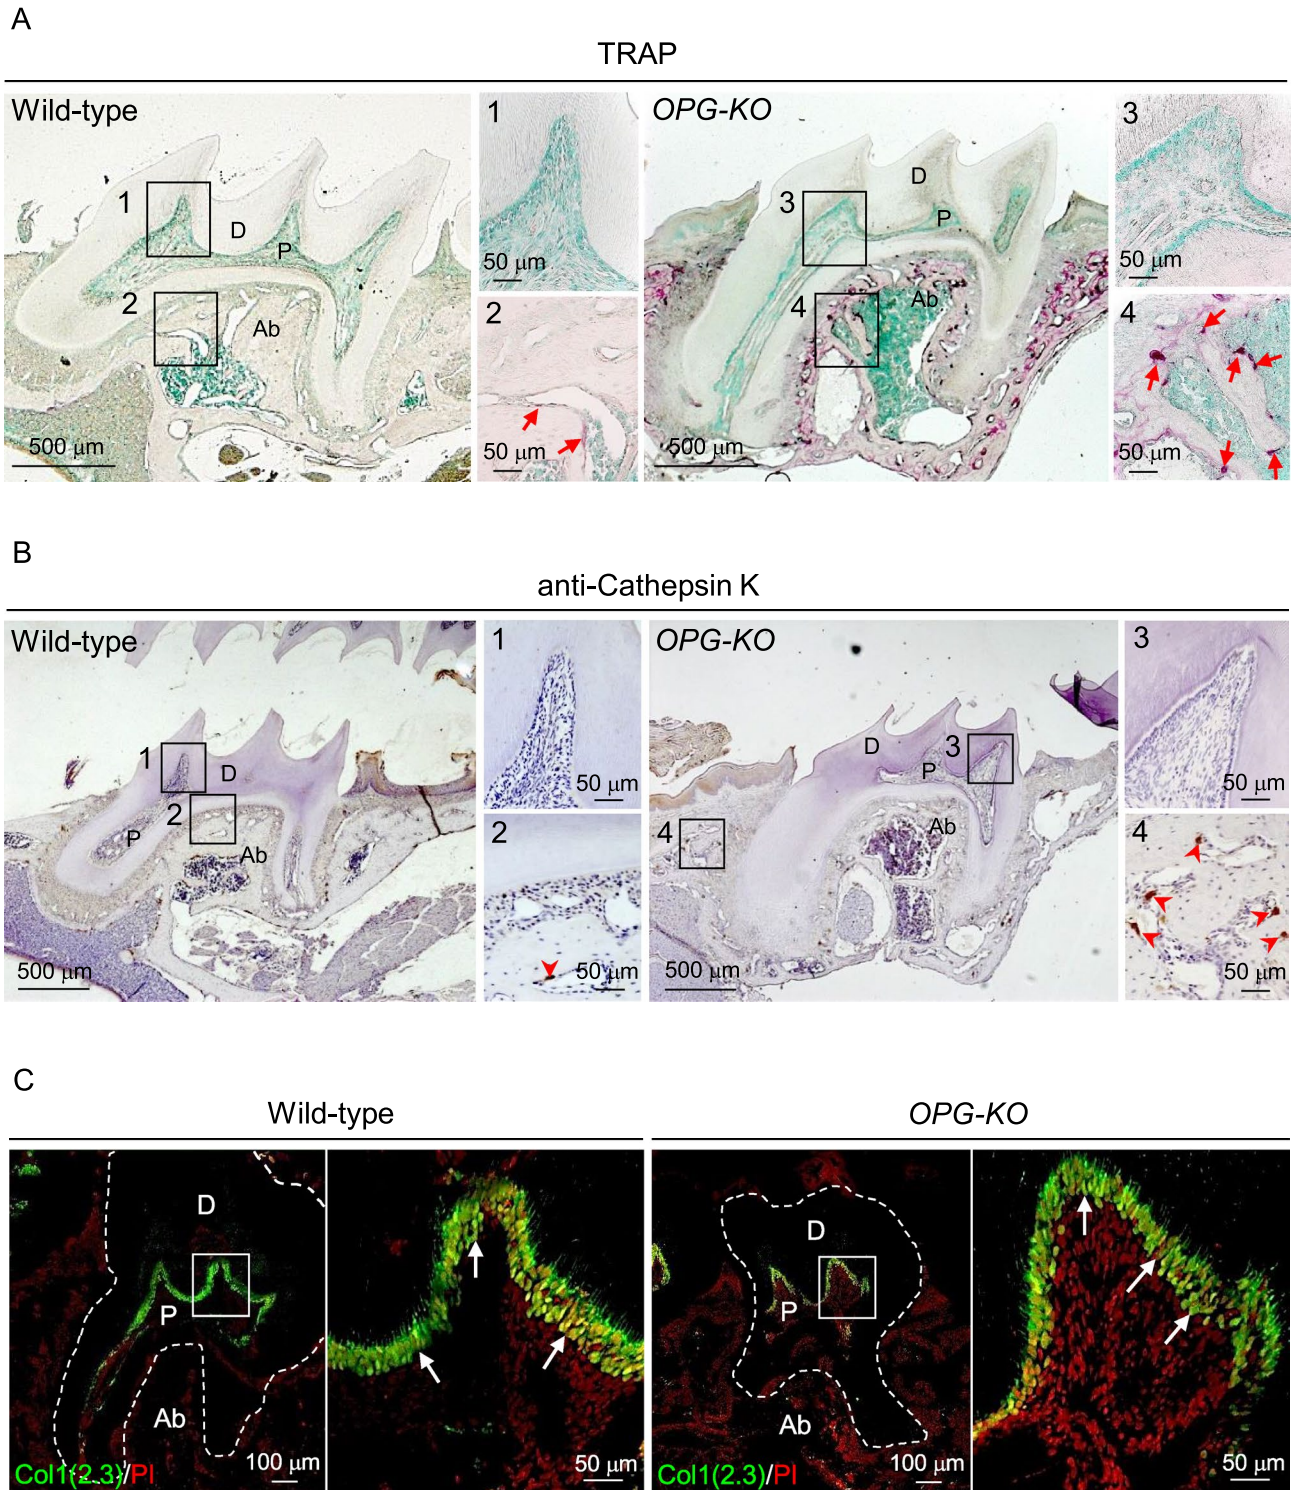 A
TRAP
Wild-type
1
D
P
2
Ab
500 μm
1
50 μm
2
50 μm
OPG-KO
3
D
P
4
Ab
500 μm
3
50 μm
4
50 μm
B
anti-Cathepsin K
Wild-type
1
D
2
P
Ab
500 μm
1
50 μm
2
50 μm
OPG-KO
D
3
P
4
Ab
500 μm
3
50 μm
4
50 μm
C
Wild-type
OPG-KO
D
P
Ab
100 μm
Col1(2.3)/PI
50 μm
D
P
Ab
100 μm
Col1(2.3)/PI
50 μm